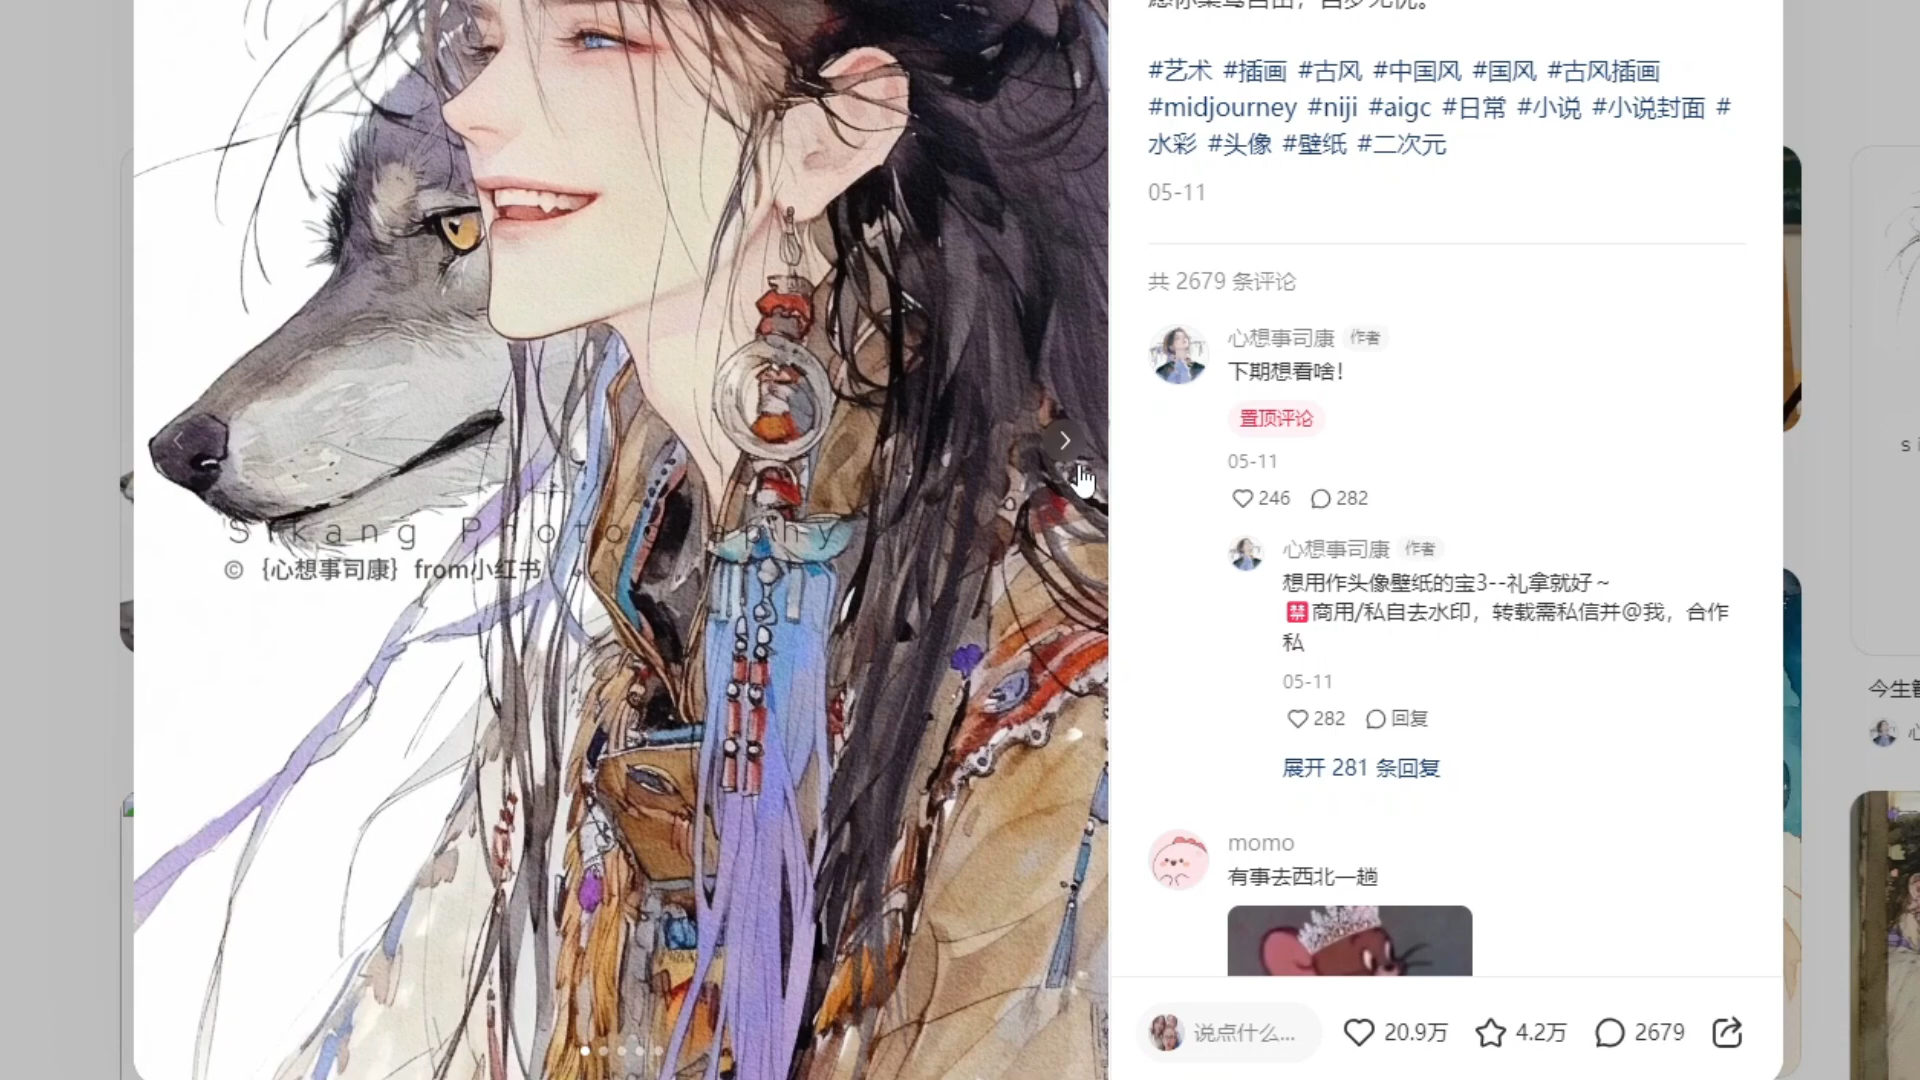 #艺术 #插画 #古风 #中国风 #国风 #古风插画
#midjourney #niji #aigc #日常 #小说 #小说封面 #
水彩 #头像 #壁纸 #二次元
05-11
共 2679 条评论
心想事司康 作者
下期想看啥！
置顶评论
05-11
246 282
心想事司康 作者
想用作头像壁纸的宝3--礼拿就好～
🈲商用/私自去水印，转载需私信并@我，合作
私
05-11
282 回复
展开 281 条回复
momo
有事去西北一趟
说点什么... 20.9万 4.2万 2679
Sikang Photography
© {心想事司康} from小红书
今生